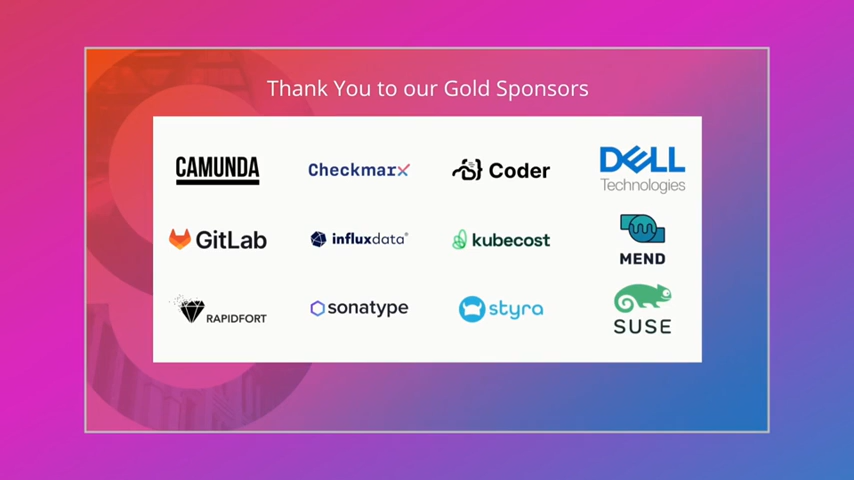 Thank You to our Gold Sponsors
CAMUNDA
Checkmarx
Coder
DELL
Technologies
GitLab
influxdata®
kubecost
MEND
RAPIDFORT
sonatype
styra
SUSE